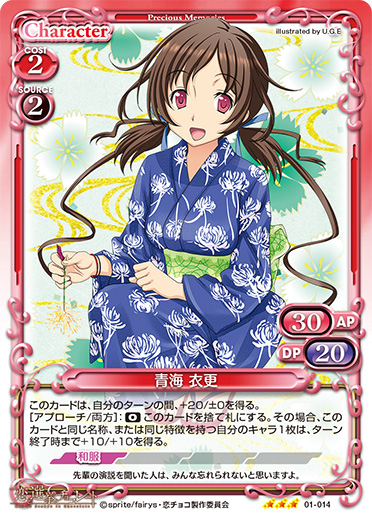 Precious Memories
Character
illustrated by U.G.E
COST
2
SOURCE
2
30 AP
DP 20
青海 衣更
このカードは、自分のターンの間、+20/±0を得る。
[アプローチ/両方]:このカードを捨て札にする。その場合、このカードと同じ名称、または同じ特徴を持つ自分のキャラ1枚は、ターン終了時まで+10/+10を得る。
和服
先輩の演説を聞いた人は、みんな忘れられないと思いますよ。
©sprite/fairys・恋チョコ製作委員会
01-014